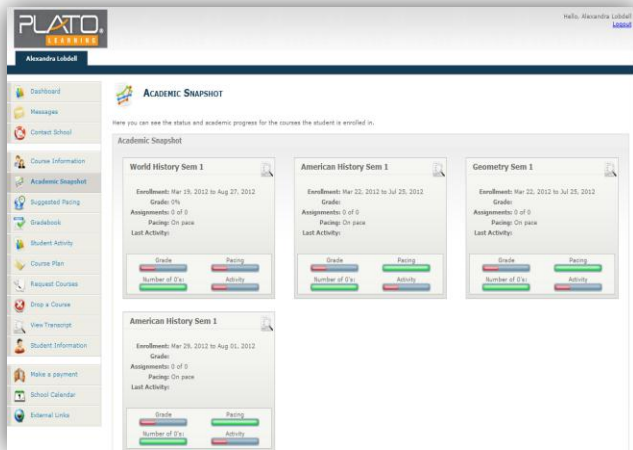 PLATO.
LEARNING
Hello, Alexandra Lobdell
Logout
Alexandra Lobdell
Dashboard
Messages
Contact School
Course Information
Academic Snapshot
Suggested Pacing
Gradebook
Student Activity
Course Plan
Request Courses
Drop a Course
View Transcript
Student Information
Make a payment
School Calendar
External Links
ACADEMIC SNAPSHOT
Here you can see the status and academic progress for the courses the student is enrolled in.
Academic Snapshot
World History Sem 1
Enrollment: Mar 19, 2012 to Aug 27, 2012
Grade: 0%
Assignments: 0 of 0
Pacing: On pace
Last Activity:
Grade Pacing
Number of 0's: Activity
American History Sem 1
Enrollment: Mar 22, 2012 to Jul 25, 2012
Grade:
Assignments: 0 of 0
Pacing: On pace
Last Activity:
Grade Pacing
Number of 0's: Activity
Geometry Sem 1
Enrollment: Mar 22, 2012 to Jul 25, 2012
Grade:
Assignments: 0 of 0
Pacing: On pace
Last Activity:
Grade Pacing
Number of 0's: Activity
American History Sem 1
Enrollment: Mar 29, 2012 to Aug 01, 2012
Grade:
Assignments: 0 of 0
Pacing: On pace
Last Activity:
Grade Pacing
Number of 0's: Activity